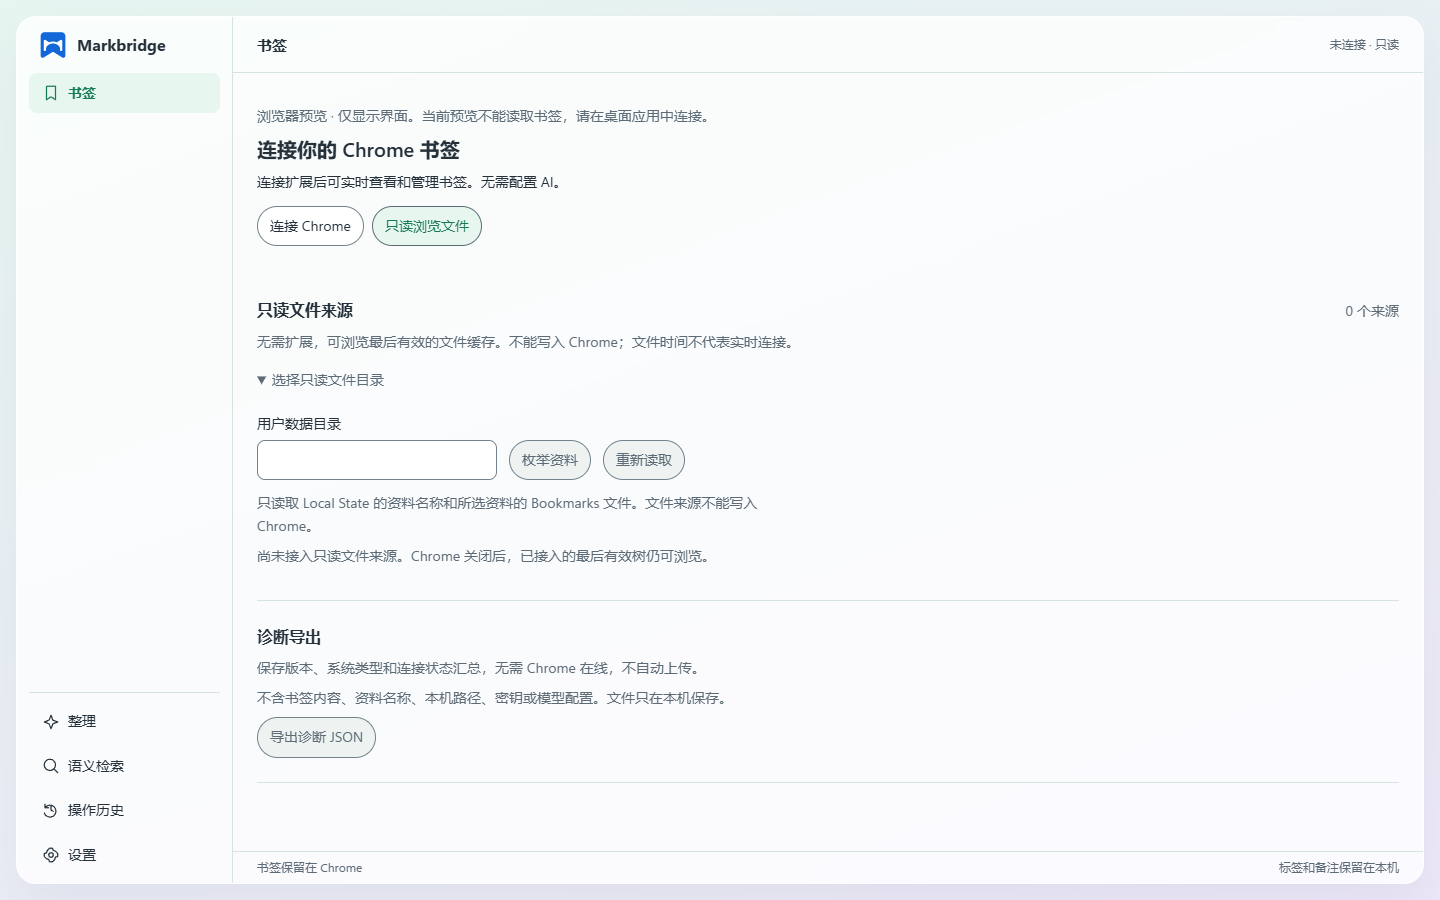 Markbridge
书签
整理
语义检索
操作历史
设置
书签
未连接 · 只读
浏览器预览 · 仅显示界面。当前预览不能读取书签，请在桌面应用中连接。
连接你的 Chrome 书签
连接扩展后可实时查看和管理书签。无需配置 AI。
连接 Chrome
只读浏览文件
只读文件来源
0 个来源
无需扩展，可浏览最后有效的文件缓存。不能写入 Chrome；文件时间不代表实时连接。
▼ 选择只读文件目录
用户数据目录
枚举资料
重新读取
只读取 Local State 的资料名称和所选资料的 Bookmarks 文件。文件来源不能写入
Chrome。
尚未接入只读文件来源。Chrome 关闭后，已接入的最后有效树仍可浏览。
诊断导出
保存版本、系统类型和连接状态汇总，无需 Chrome 在线，不自动上传。
不含书签内容、资料名称、本机路径、密钥或模型配置。文件只在本机保存。
导出诊断 JSON
书签保留在 Chrome
标签和备注保留在本机